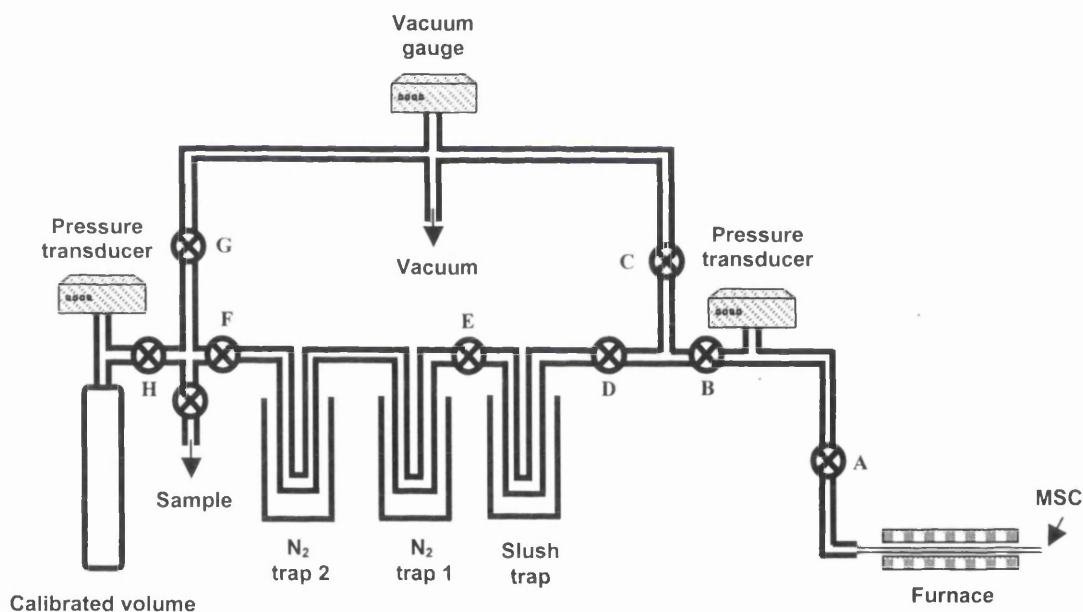 Vacuum
gauge
Pressure
transducer
G
Vacuum
C
Pressure
transducer
F
E
H
D
B
A
Sample
MSC
N₂
trap 2
N₂
trap 1
Slush
trap
Furnace
Calibrated volume